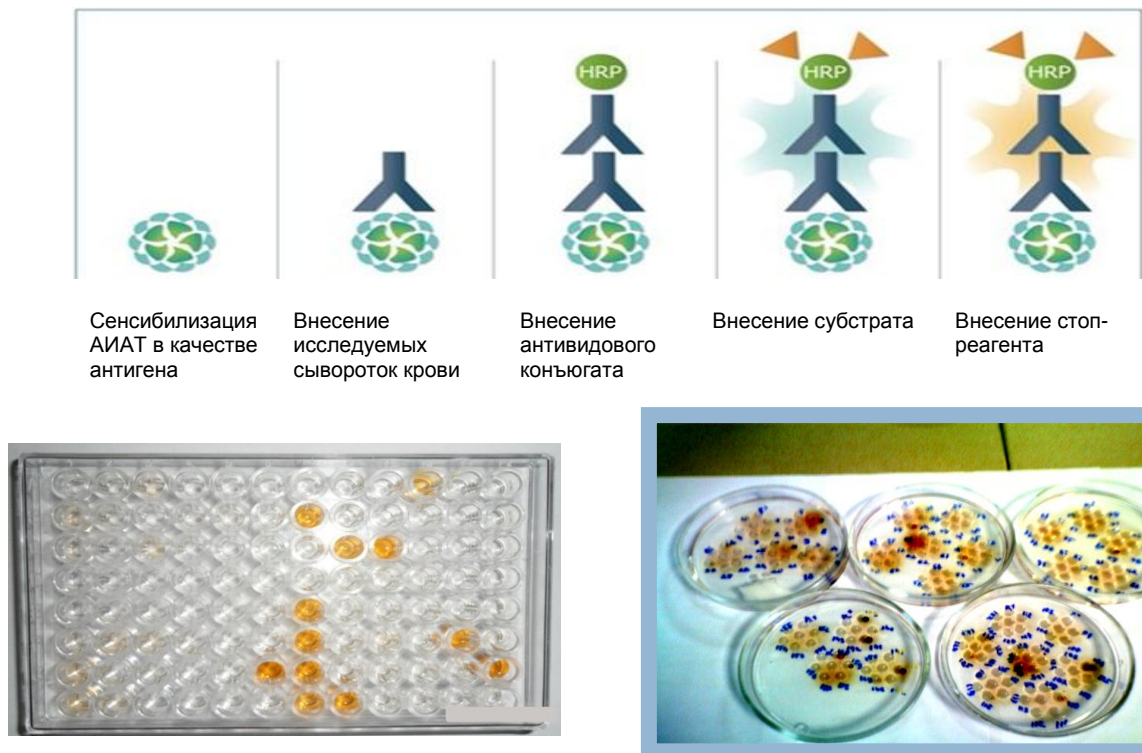 HRP
HRP
HRP
Сенсибилизация
АИАТ в качестве
антигена
Внесение
исследуемых
сывороток крови
Внесение
антивидового
конъюгата
Внесение субстрата
Внесение стоп-
реагента